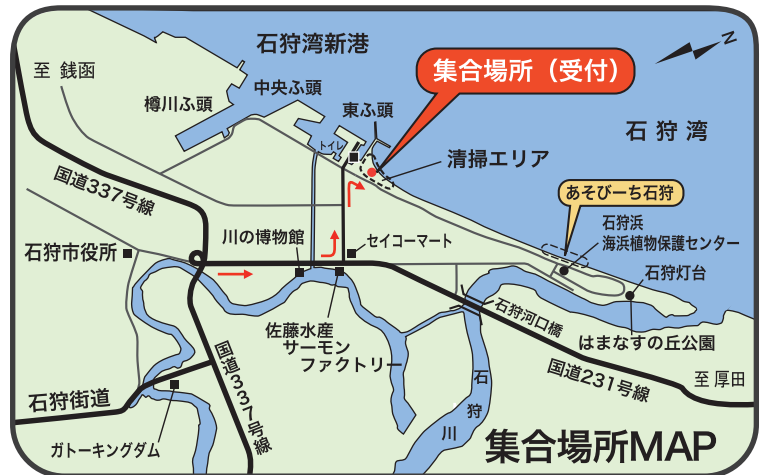 石狩湾新港
N
至 銭函
中央ふ頭
樽川ふ頭
東ふ頭
トイレ
集合場所（受付）
石狩湾
清掃エリア
国道337号線
あそびーち石狩
石狩浜
海浜植物保護センター
石狩灯台
石狩市役所
川の博物館
セイコーマート
石狩河口橋
はまなすの丘公園
佐藤水産
サーモン
ファクトリー
国道231号線
至 厚田
国道337号線
石狩街道
石狩川
ガトーキングダム
集合場所MAP